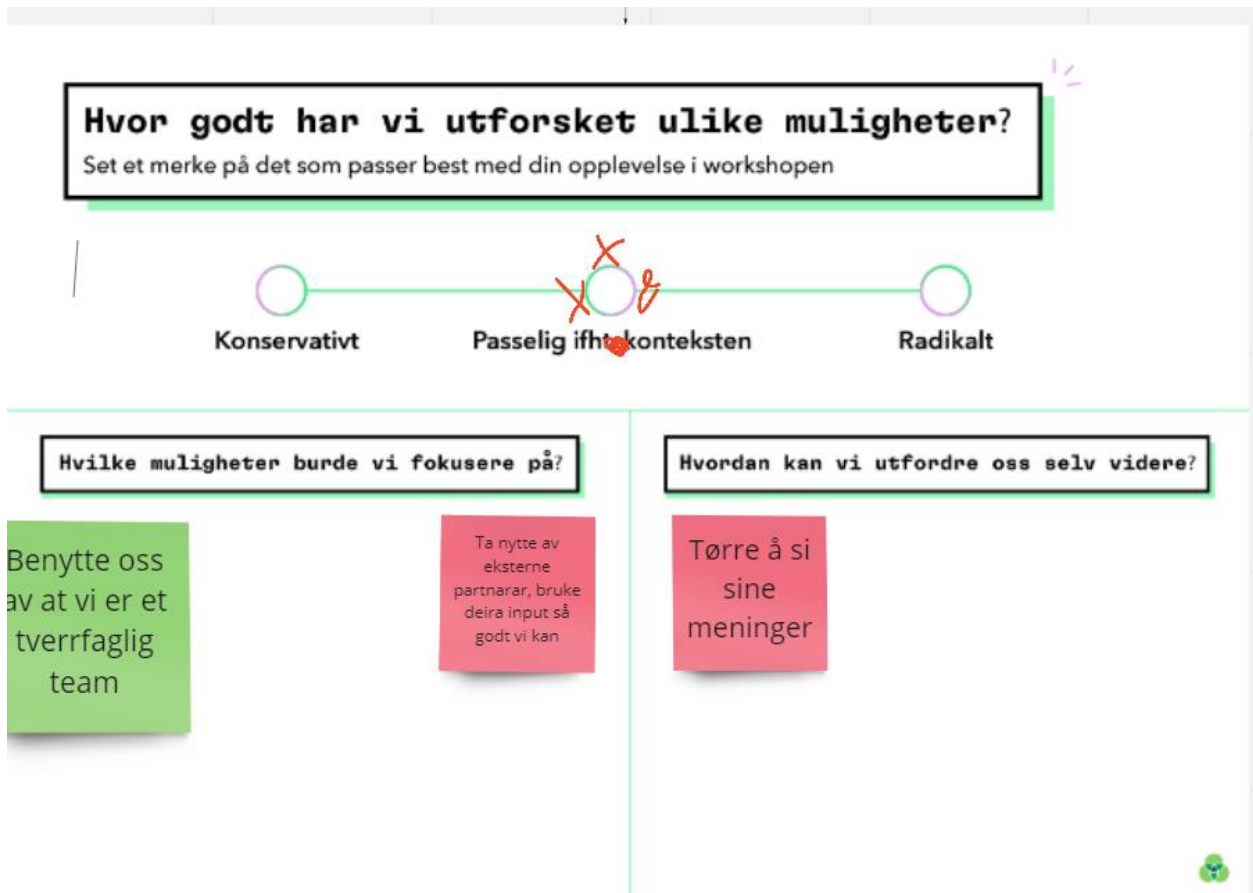 Hvor godt har vi utforsket ulike muligheter?
Set et merke på det som passer best med din opplevelse i workshopen
X
X
Konservativt
Passelig konteksten
Radikalt
Hvilke muligheter burde vi fokusere på?
Hvordan kan vi utfordre oss selv videre?
Benytte oss
av at vi er et
tverrfaglig
team
Ta nytte av
eksterne
partnarar, bruke
deira input så
godt vi kan
Tørre å si
sine
meninger